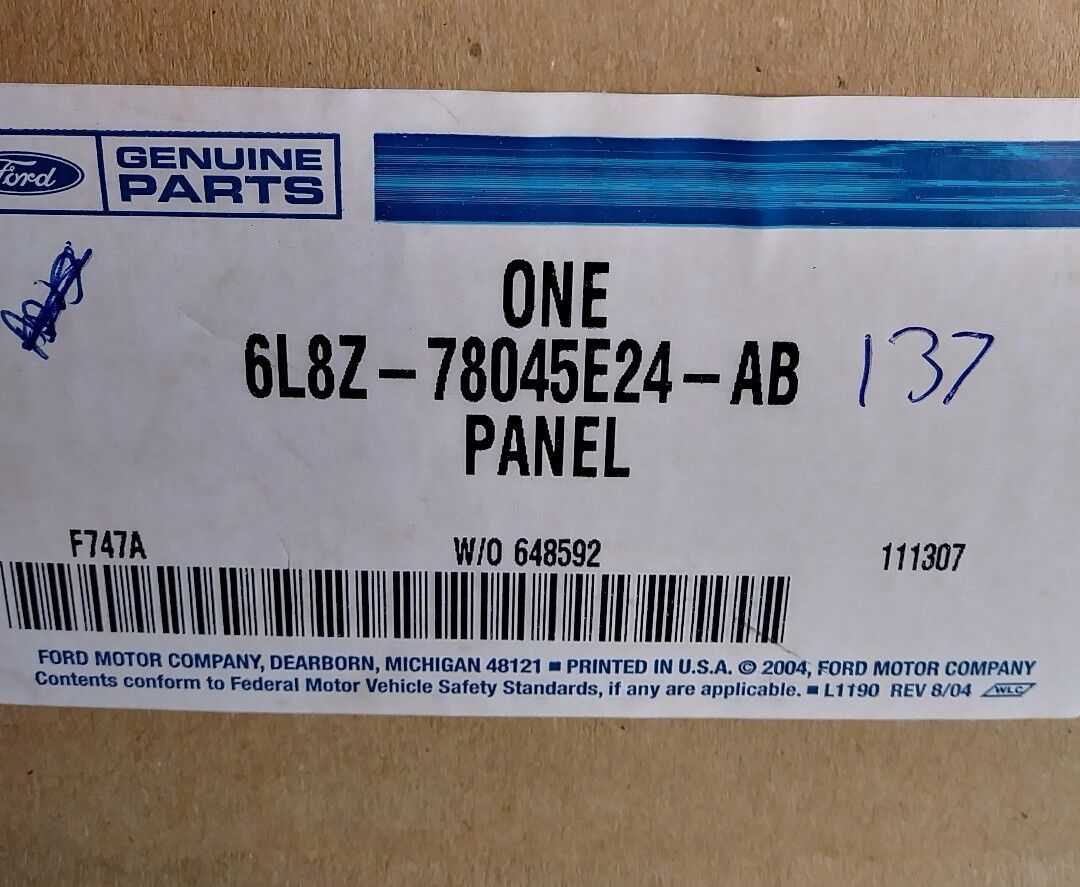 Ford
GENUINE
PARTS
ONE
6L8Z-78045E24-AB
137
PANEL
F747A W/O 648592 111307
FORD MOTOR COMPANY, DEARBORN, MICHIGAN 48121 ■ PRINTED IN U.S.A. © 2004, FORD MOTOR COMPANY
Contents conform to Federal Motor Vehicle Safety Standards, if any are applicable. ■ L1190 REV 8/04 WLC